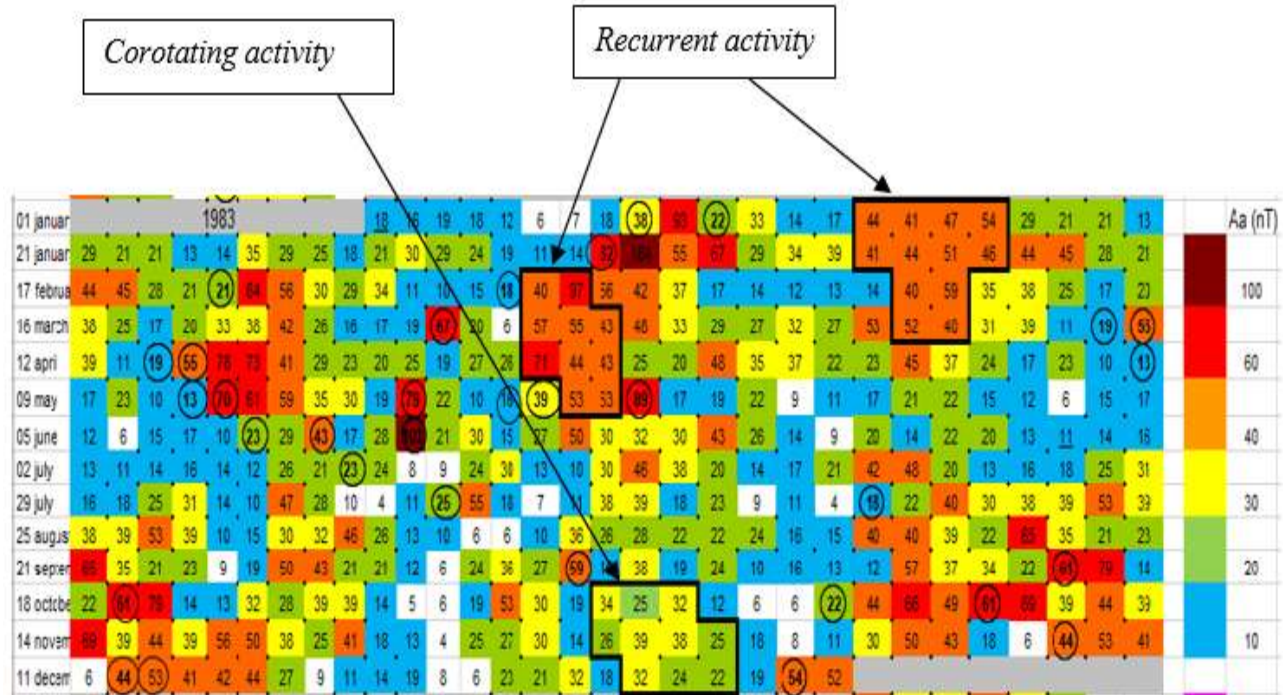 Corotating activity
Recurrent activity
01 januar 1983 18 16 19 18 12 6 7 18 38 93 22 33 14 17 44 41 47 54 29 21 21 13 Aa (nT)
21 januar 29 21 21 13 14 35 29 25 18 21 30 29 24 19 11 14 82 55 67 29 34 39 41 44 51 46 44 45 28 21
17 februa 44 45 28 21 21 56 30 29 34 11 10 15 18 40 56 42 37 17 14 12 13 14 40 59 35 38 25 17 23 100
16 march 38 25 17 20 33 38 42 26 16 17 19 67 20 6 57 55 43 46 33 29 27 32 27 53 52 40 31 39 11 19 55
12 apri 39 11 19 55 76 73 41 29 23 20 25 19 27 26 71 44 43 25 20 48 35 37 22 23 45 37 24 17 23 10 13 60
09 may 17 23 10 13 70 61 59 35 30 19 79 22 10 16 39 53 53 89 17 19 22 9 11 17 21 22 15 12 6 15 17
05 june 12 6 15 17 10 23 29 43 17 28 103 21 30 15 27 50 30 32 30 43 26 14 9 20 14 22 20 13 11 14 16 40
02 july 13 11 14 16 14 12 26 21 23 24 8 9 24 30 13 10 30 46 38 20 14 17 21 42 48 20 13 16 18 25 31
29 july 16 18 25 31 14 10 47 28 10 4 11 25 55 18 7 11 38 39 18 23 9 11 4 18 22 40 30 38 39 53 39 30
25 augus 38 39 53 39 10 15 30 32 46 26 13 10 6 6 10 36 26 28 22 22 24 16 15 40 40 39 22 65 35 21 23
21 septer 65 35 21 23 9 19 50 43 21 21 12 6 24 36 27 59 38 19 24 10 16 13 12 57 37 34 22 61 79 14 20
18 octcbe 22 61 79 14 13 32 28 39 39 14 5 6 19 53 30 19 34 25 32 12 6 6 22 44 66 49 61 69 39 44 39
14 novem 69 39 44 39 56 50 38 25 41 18 13 4 25 27 30 14 26 39 38 25 18 8 11 30 50 43 18 6 44 53 41 10
11 decem 6 44 53 41 42 44 27 9 11 14 19 8 6 23 21 32 18 32 24 22 19 54 52